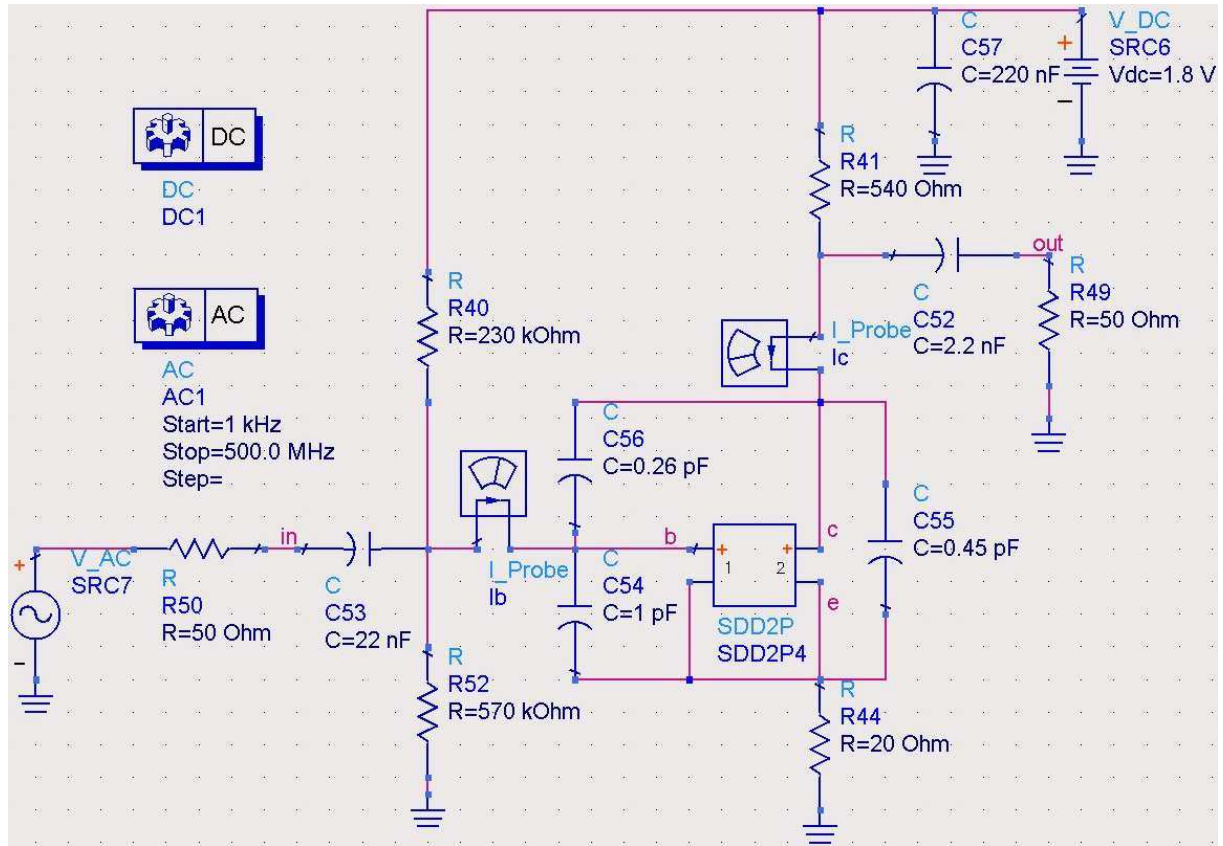 C
C57
C=220 nF
+
V_DC
SRC6
Vdc=1.8 V
−
DC
DC
DC1
R
R41
R=540 Ohm
out
R
R40
R=230 kOhm
C
C52
C=2.2 nF
R
R49
R=50 Ohm
AC
AC
AC1
Start=1 kHz
Stop=500.0 MHz
Step=
I_Probe
Ic
C
C56
C=0.26 pF
C
C55
C=0.45 pF
+
V_AC
SRC7
−
R
R50
R=50 Ohm
in
C
C53
C=22 nF
I_Probe
Ib
b
C
C54
C=1 pF
+
1
+
2
c
e
SDD2P
SDD2P4
R
R52
R=570 kOhm
R
R44
R=20 Ohm